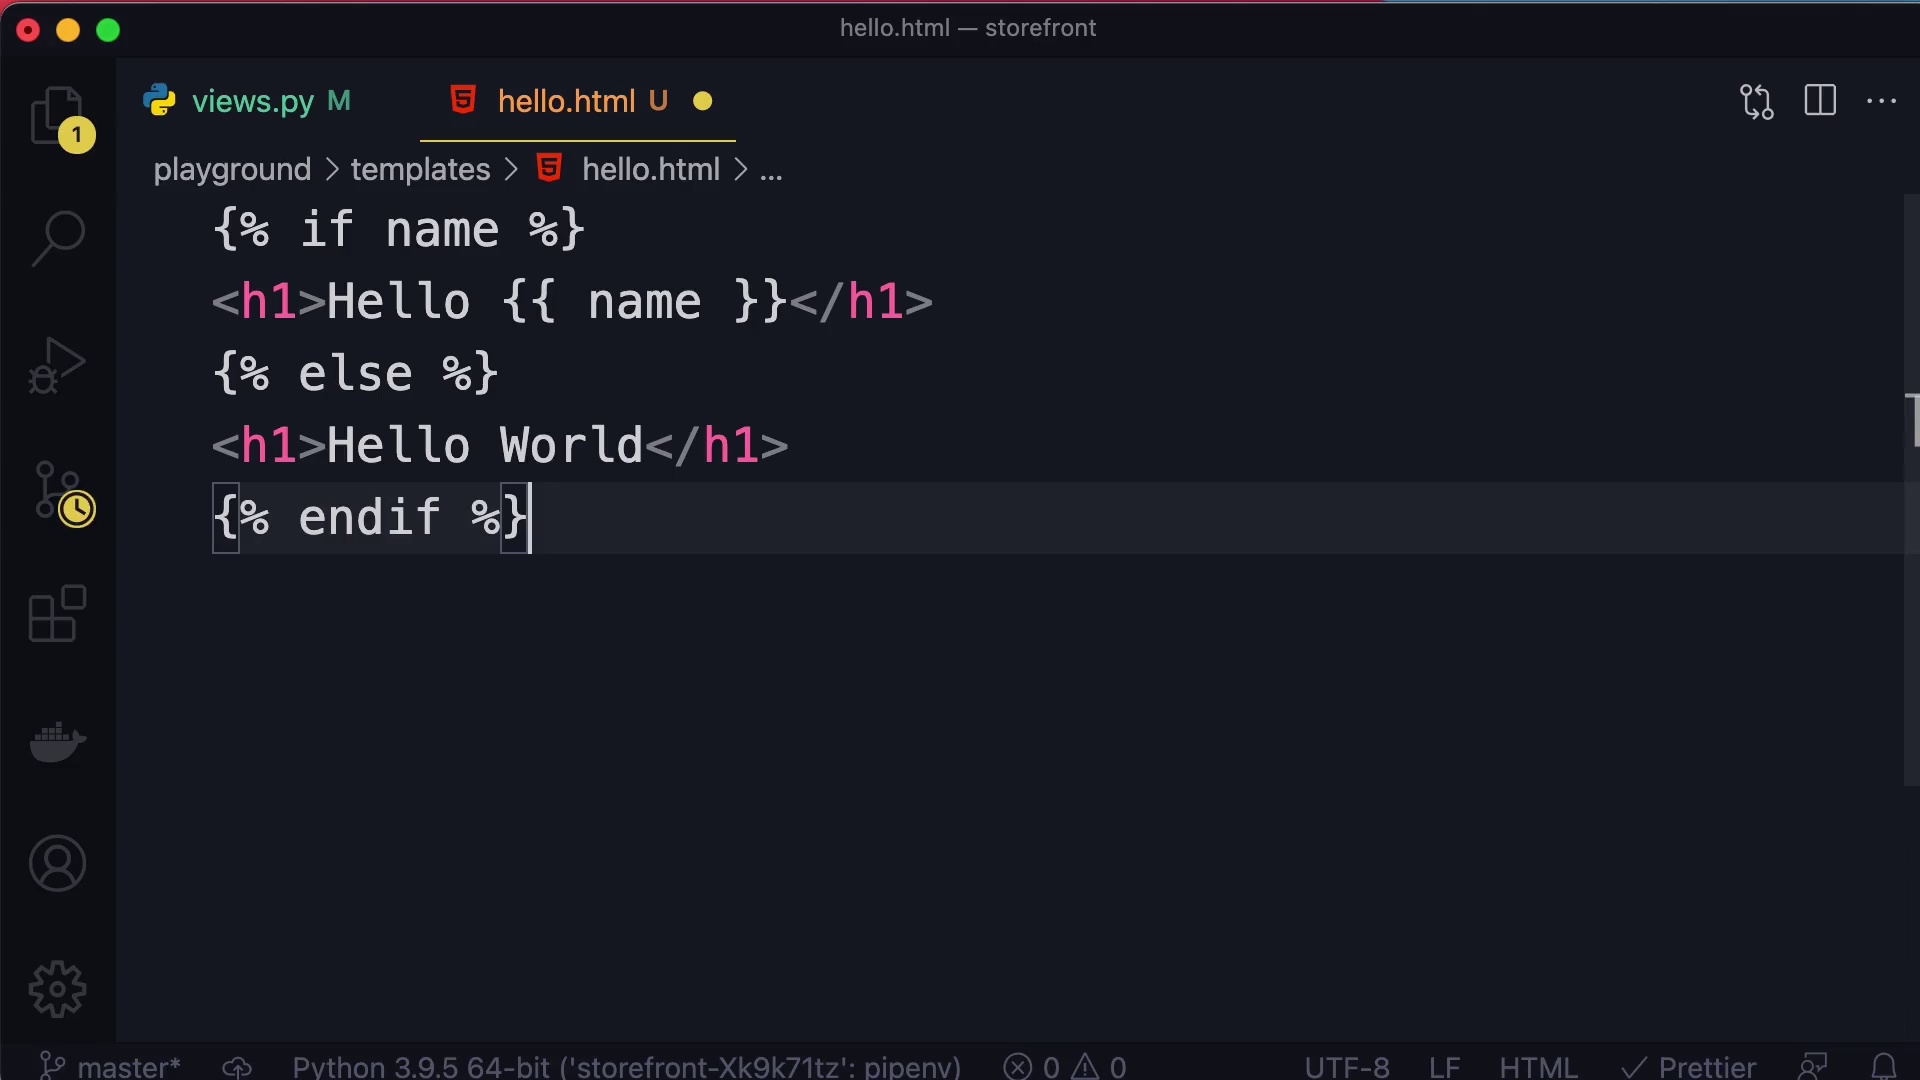 hello.html — storefront
views.py M hello.html U
playground > templates > hello.html > ...
1
{% if name %}
<h1>Hello {{ name }}</h1>
{% else %}
<h1>Hello World</h1>
{% endif %}
master* Python 3.9.5 64-bit ('storefront-Xk9k71tz': pipenv) 0 0 UTF-8 LF HTML Prettier